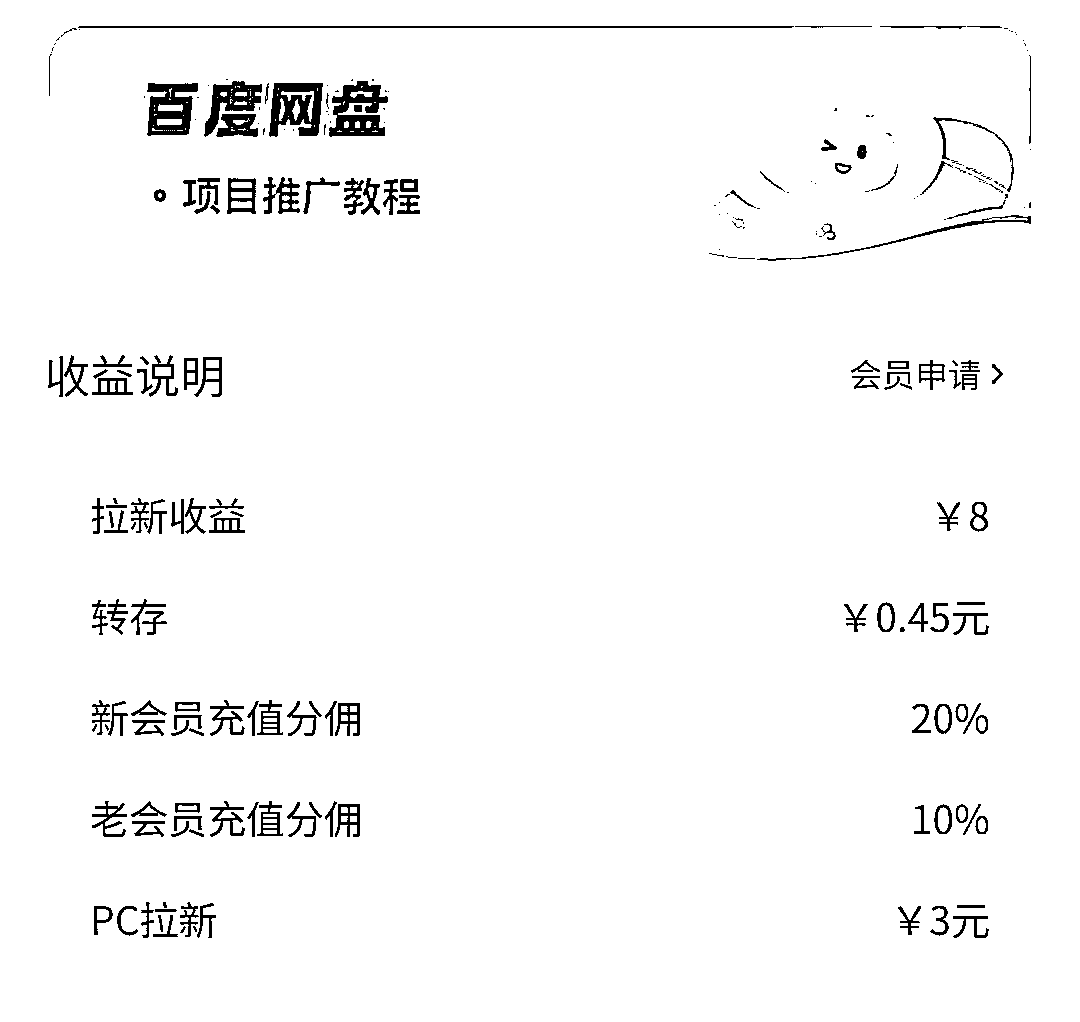 百度网盘
项目推广教程
收益说明 会员申请 >
拉新收益 ￥8
转存 ￥0.45元
新会员充值分佣 20%
老会员充值分佣 10%
PC拉新 ￥3元